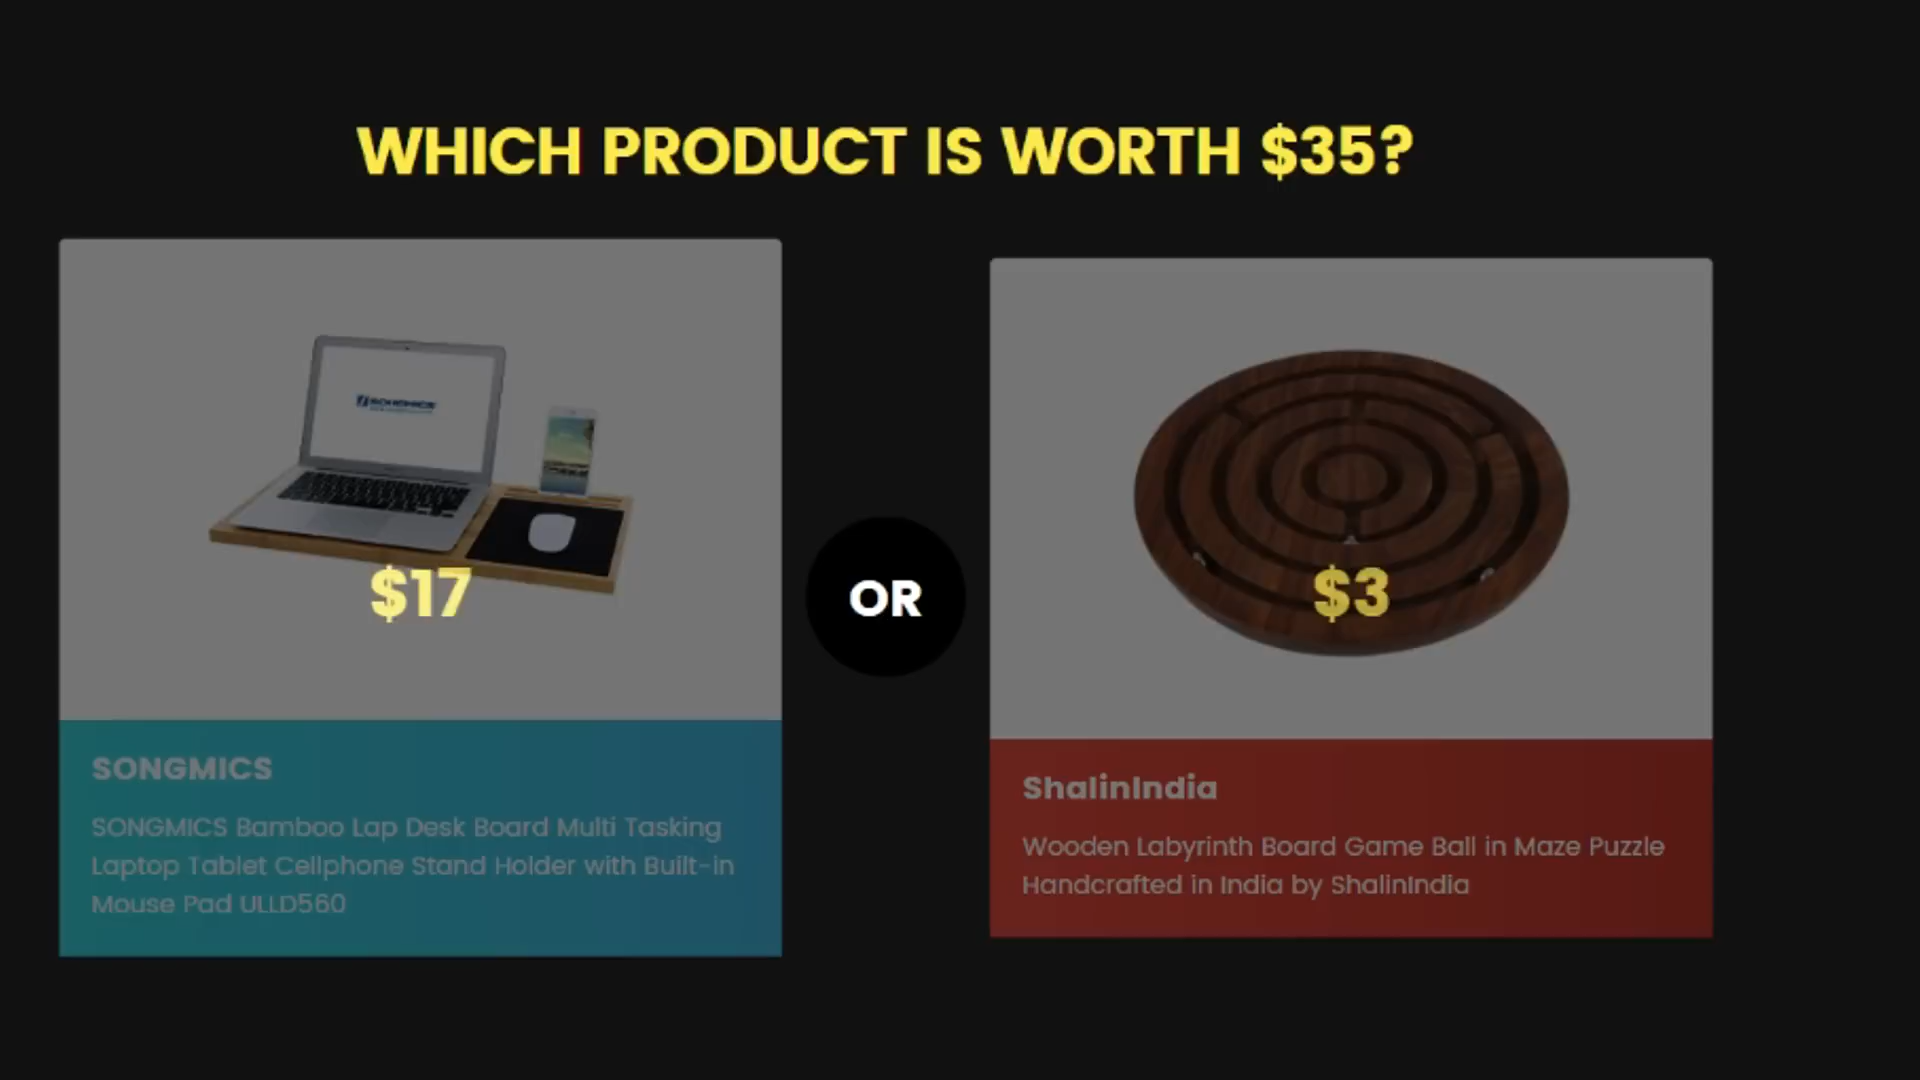 WHICH PRODUCT IS WORTH $35?
SONGMICS
$17
SONGMICS
SONGMICS Bamboo Lap Desk Board Multi Tasking
Laptop Tablet Cellphone Stand Holder with Built-in
Mouse Pad ULLD560
OR
$3
ShalinIndia
Wooden Labyrinth Board Game Ball in Maze Puzzle
Handcrafted in India by ShalinIndia